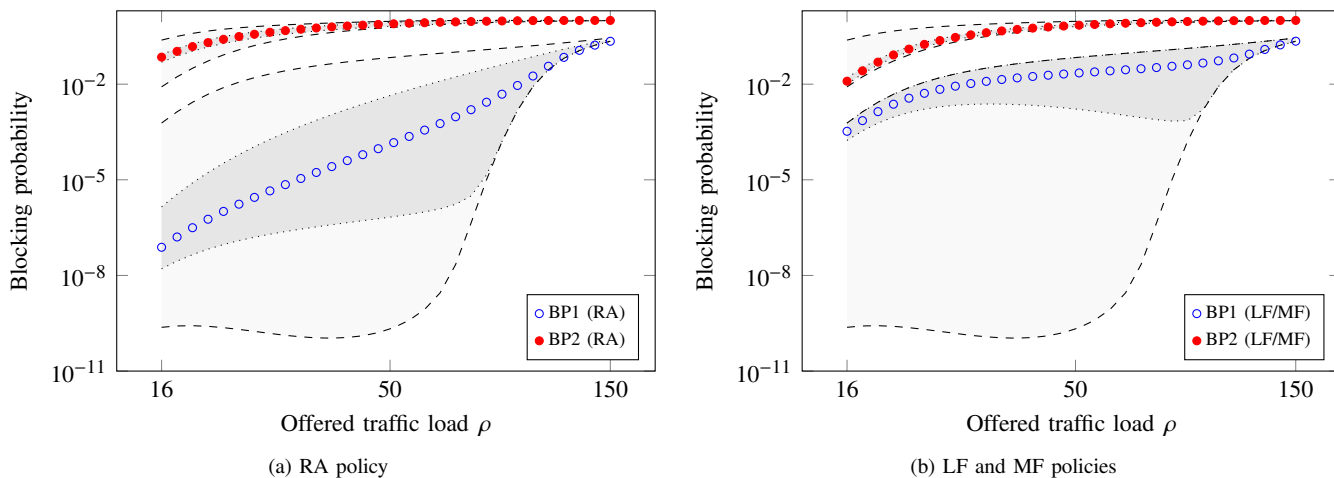 10⁻²
10⁻⁵
10⁻⁸
10⁻¹¹
Blocking probability
16
50
150
Offered traffic load ρ
BP1 (RA)
BP2 (RA)
(a) RA policy
10⁻²
10⁻⁵
10⁻⁸
10⁻¹¹
Blocking probability
16
50
150
Offered traffic load ρ
BP1 (LF/MF)
BP2 (LF/MF)
(b) LF and MF policies